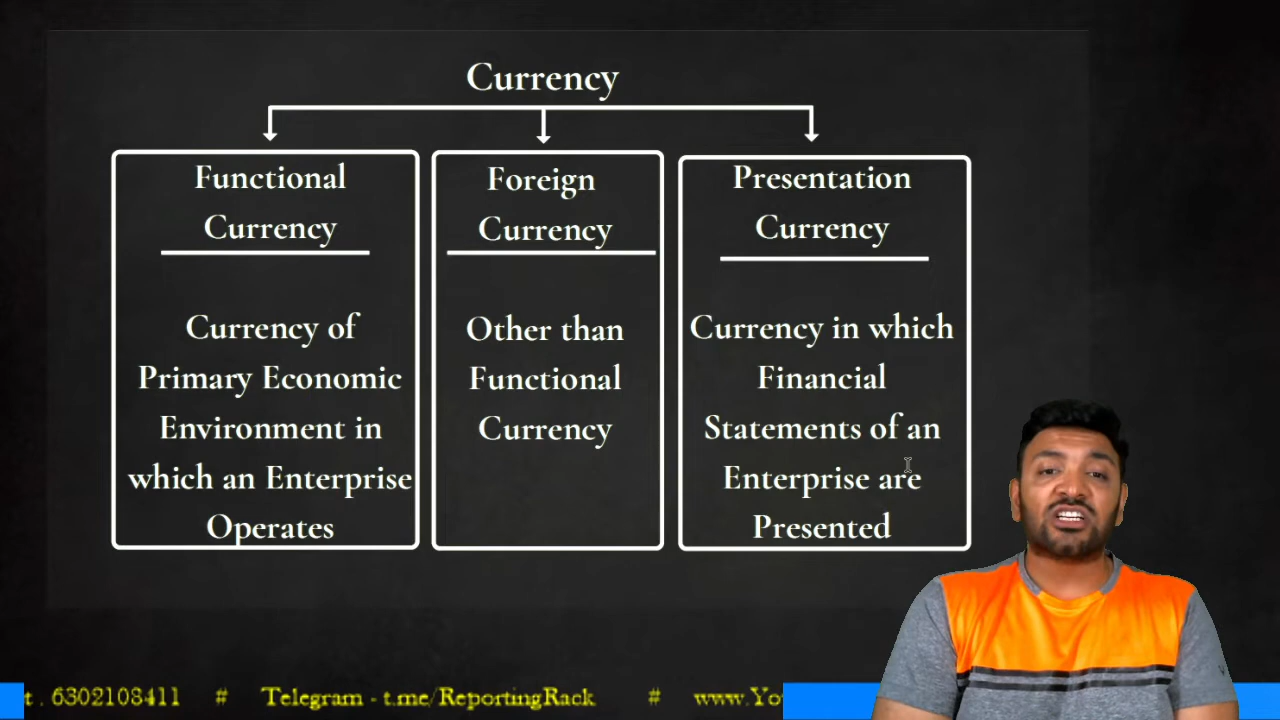 Currency
Functional
Currency
Currency of
Primary Economic
Environment in
which an Enterprise
Operates
Foreign
Currency
Other than
Functional
Currency
Presentation
Currency
Currency in which
Financial
Statements of an
Enterprise are
Presented
t . 6302108411 # Telegram - t.me/ReportingRack # www.You